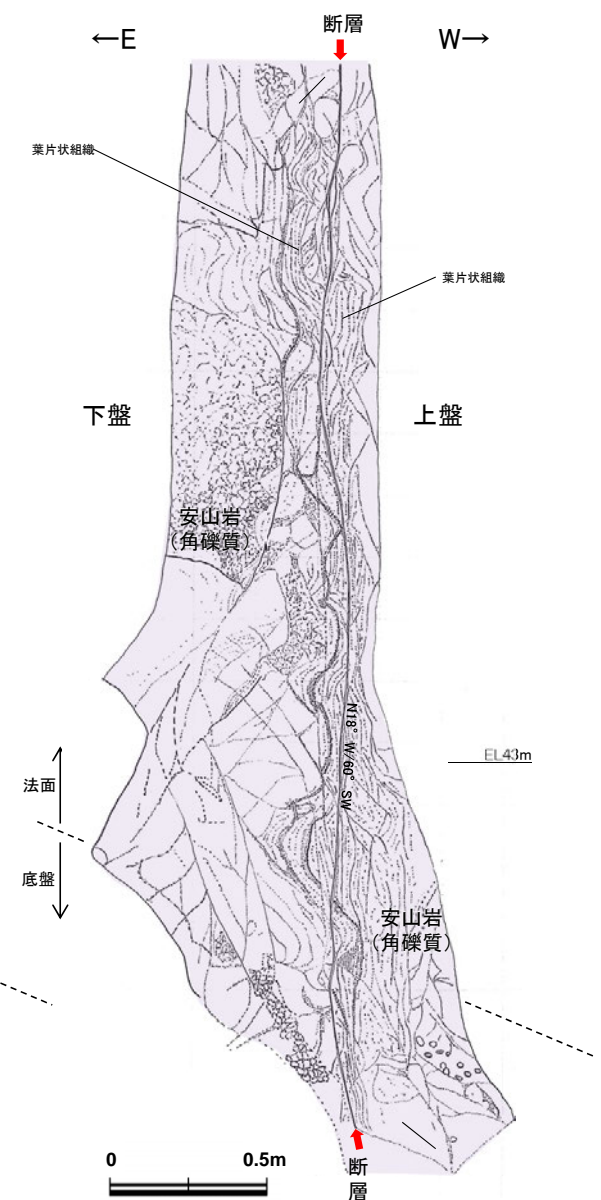 断層
←E
W→
葉片状組織
葉片状組織
下盤
上盤
安山岩
（角礫質）
N18° W/60° SW
EL43m
法面
底盤
安山岩
（角礫質）
0
0.5m
断
層